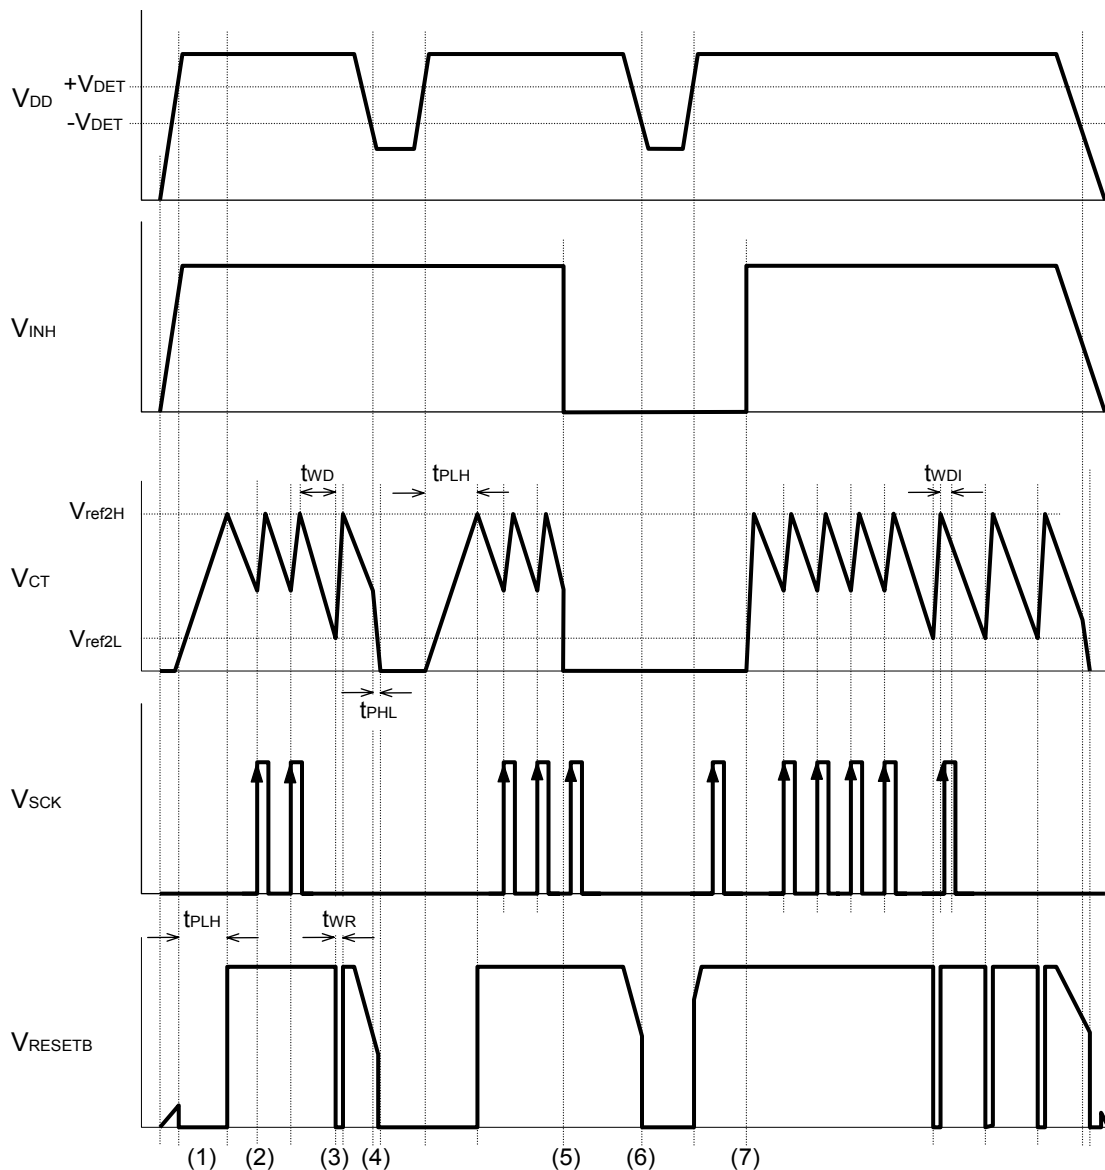 VDD
+VDET
-VDET
VINH
tWD
tPLH
tWDI
Vref2H
VCT
Vref2L
tPHL
VSCK
tPLH
tWR
VRESETB
(1) (2) (3) (4) (5) (6) (7)